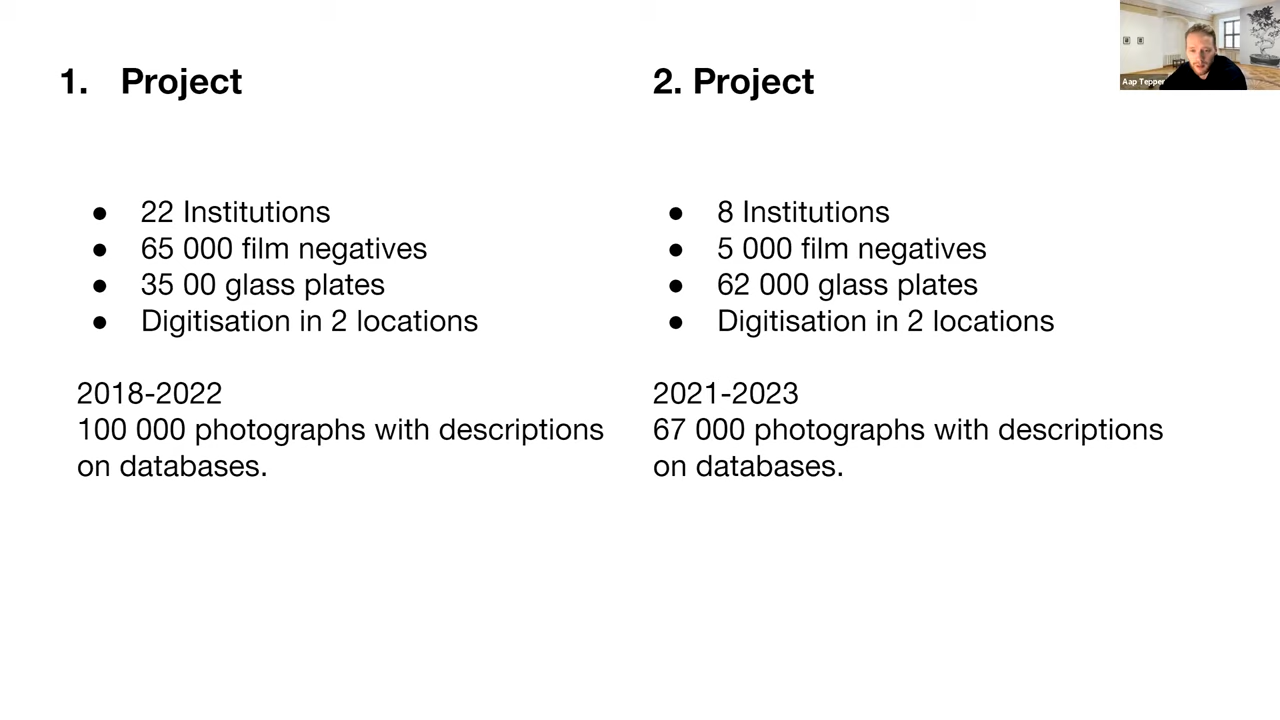 1. Project
● 22 Institutions
● 65 000 film negatives
● 35 00 glass plates
● Digitisation in 2 locations
2018-2022
100 000 photographs with descriptions
on databases.
2. Project
● 8 Institutions
● 5 000 film negatives
● 62 000 glass plates
● Digitisation in 2 locations
2021-2023
67 000 photographs with descriptions
on databases.
Aap Tepper